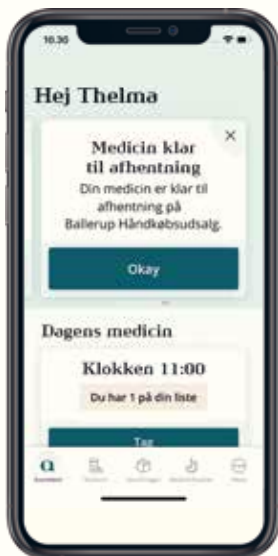 10.30
Hej Thelma
Medicin klar
til afhentning
Din medicin er klar til
afhentning på
Ballerup Håndkøbsudsalg.
Okay
Dagens medicin
Klokken 11:00
Du har 1 på din liste
Tag